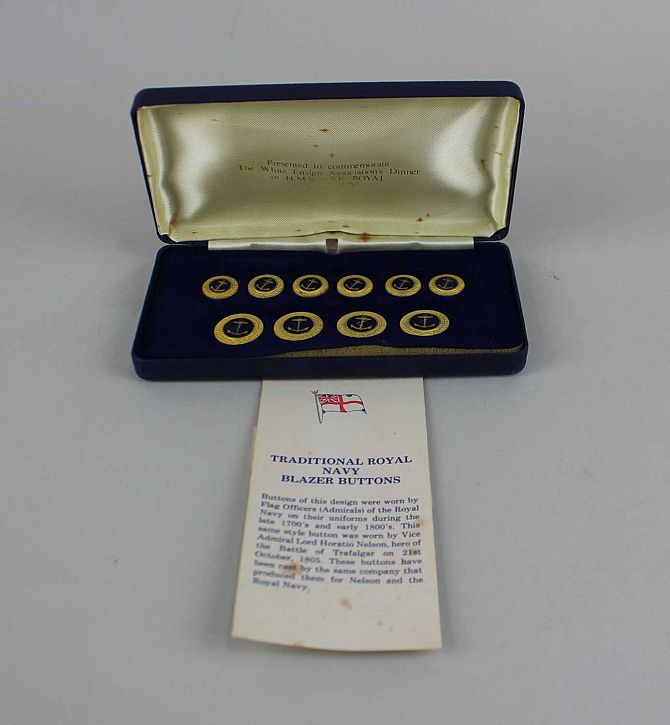 Presented to commemorate
The White Ensign Association's Dinner
in H.M.S. ARK ROYAL
TRADITIONAL ROYAL
NAVY
BLAZER BUTTONS
Buttons of this design were worn by
Flag Officers (Admirals) of the Royal
Navy on their uniforms during the
late 1700's and early 1800's. This
same style button was worn by Vice
Admiral Lord Horatio Nelson, hero of
the Battle of Trafalgar on 21st
October, 1805. These buttons have
been cast by the same company that
produced them for Nelson and the
Royal Navy.